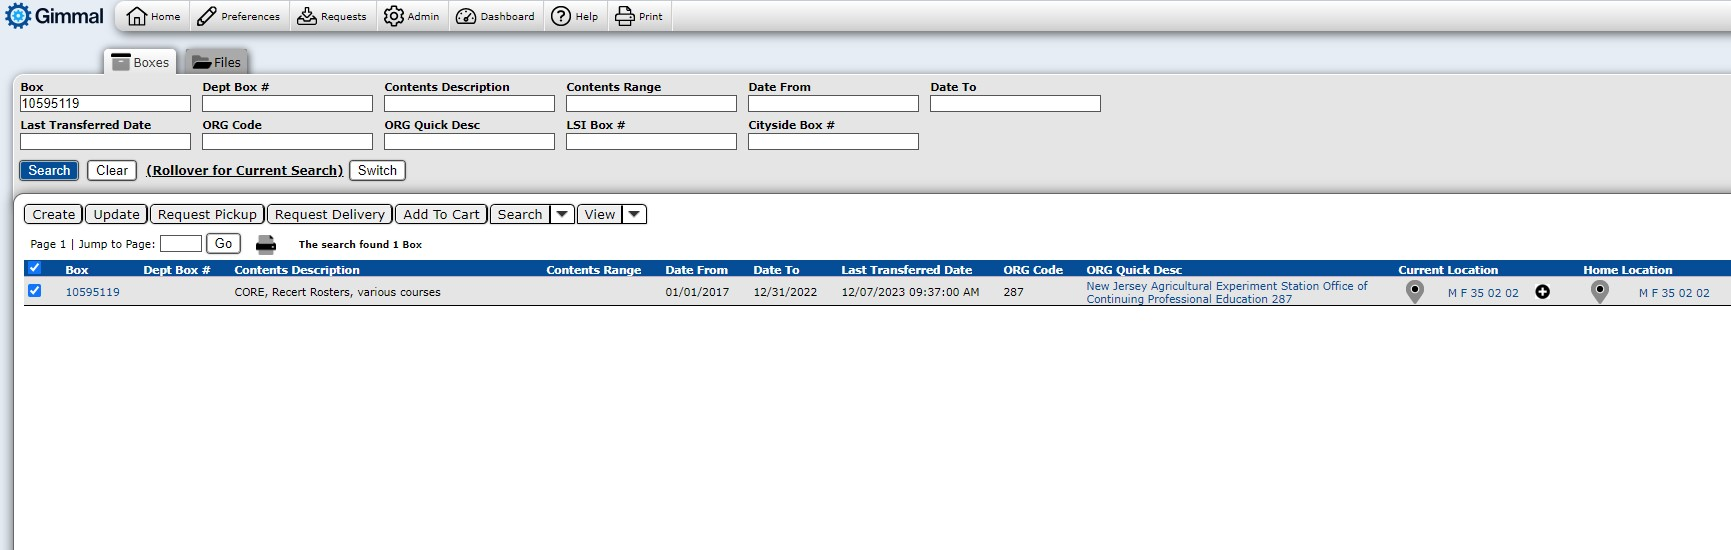 Gimmal Home Preferences Requests Admin Dashboard Help Print
Boxes Files
Box Dept Box # Contents Description Contents Range Date From Date To
10595119
Last Transferred Date ORG Code ORG Quick Desc LSI Box # Cityside Box #
Search Clear (Rollover for Current Search) Switch
Create Update Request Pickup Request Delivery Add To Cart Search View
Page 1 | Jump to Page: Go The search found 1 Box
Box Dept Box # Contents Description Contents Range Date From Date To Last Transferred Date ORG Code ORG Quick Desc Current Location Home Location
10595119 CORE, Recert Rosters, various courses 01/01/2017 12/31/2022 12/07/2023 09:37:00 AM 287 New Jersey Agricultural Experiment Station Office of M F 35 02 02 M F 35 02 02
Continuing Professional Education 287